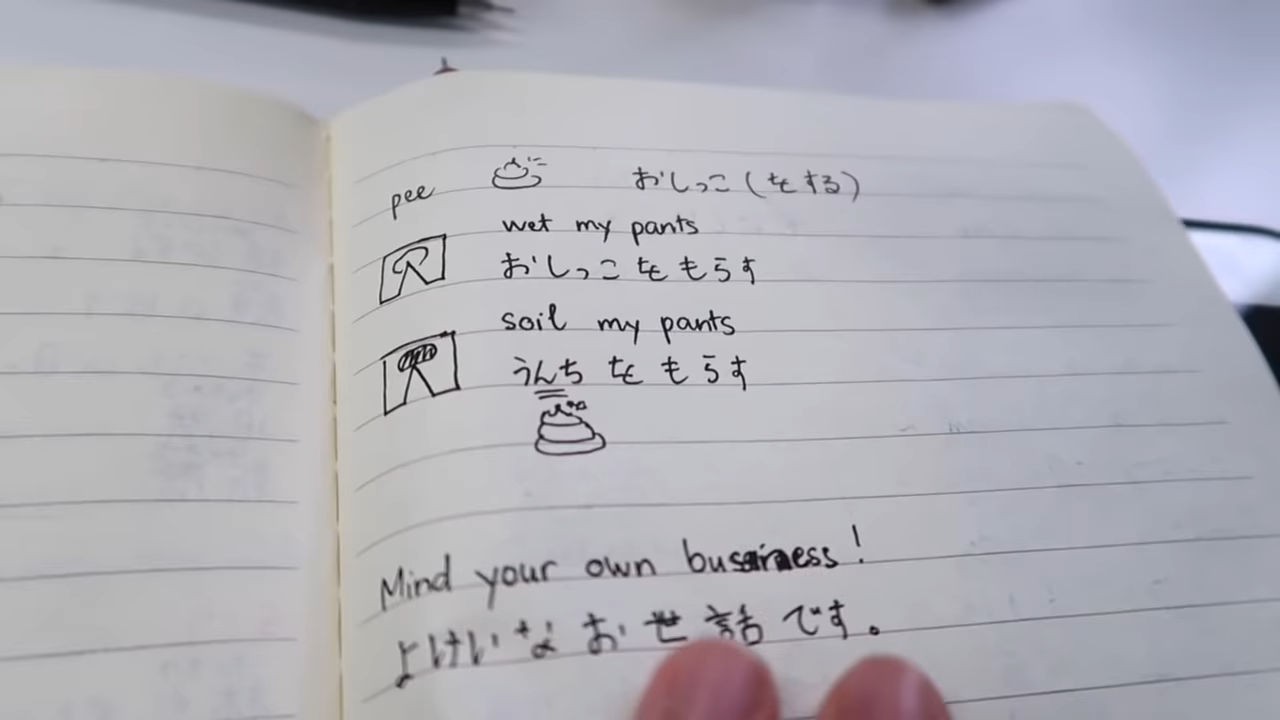 pee おしっこ(をする)
wet my pants
おしっこをもらす
soil my pants
うんちをもらす
Mind your own business!
よけいなお世話です。